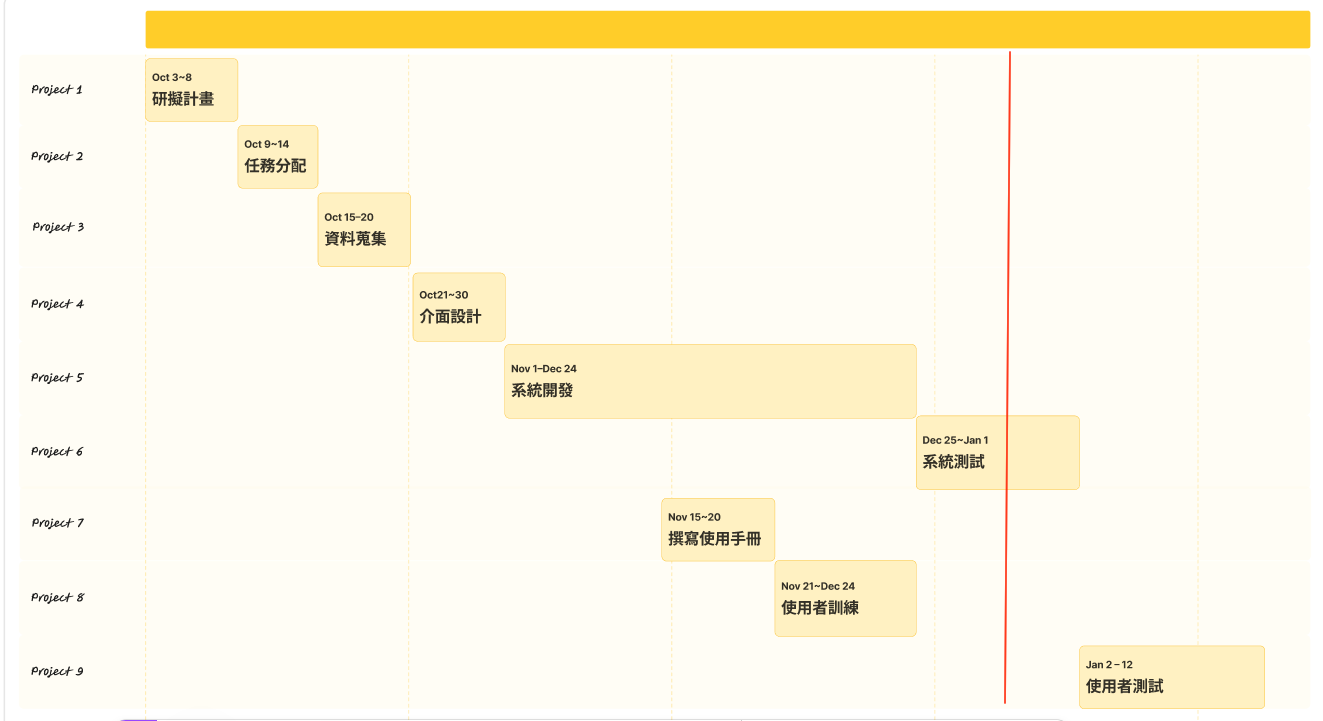 Project 1
Oct 3~8
研擬計畫
Project 2
Oct 9~14
任務分配
Project 3
Oct 15–20
資料蒐集
Project 4
Oct21~30
介面設計
Project 5
Nov 1–Dec 24
系統開發
Project 6
Dec 25~Jan 1
系統測試
Project 7
Nov 15~20
撰寫使用手冊
Project 8
Nov 21~Dec 24
使用者訓練
Project 9
Jan 2 – 12
使用者測試